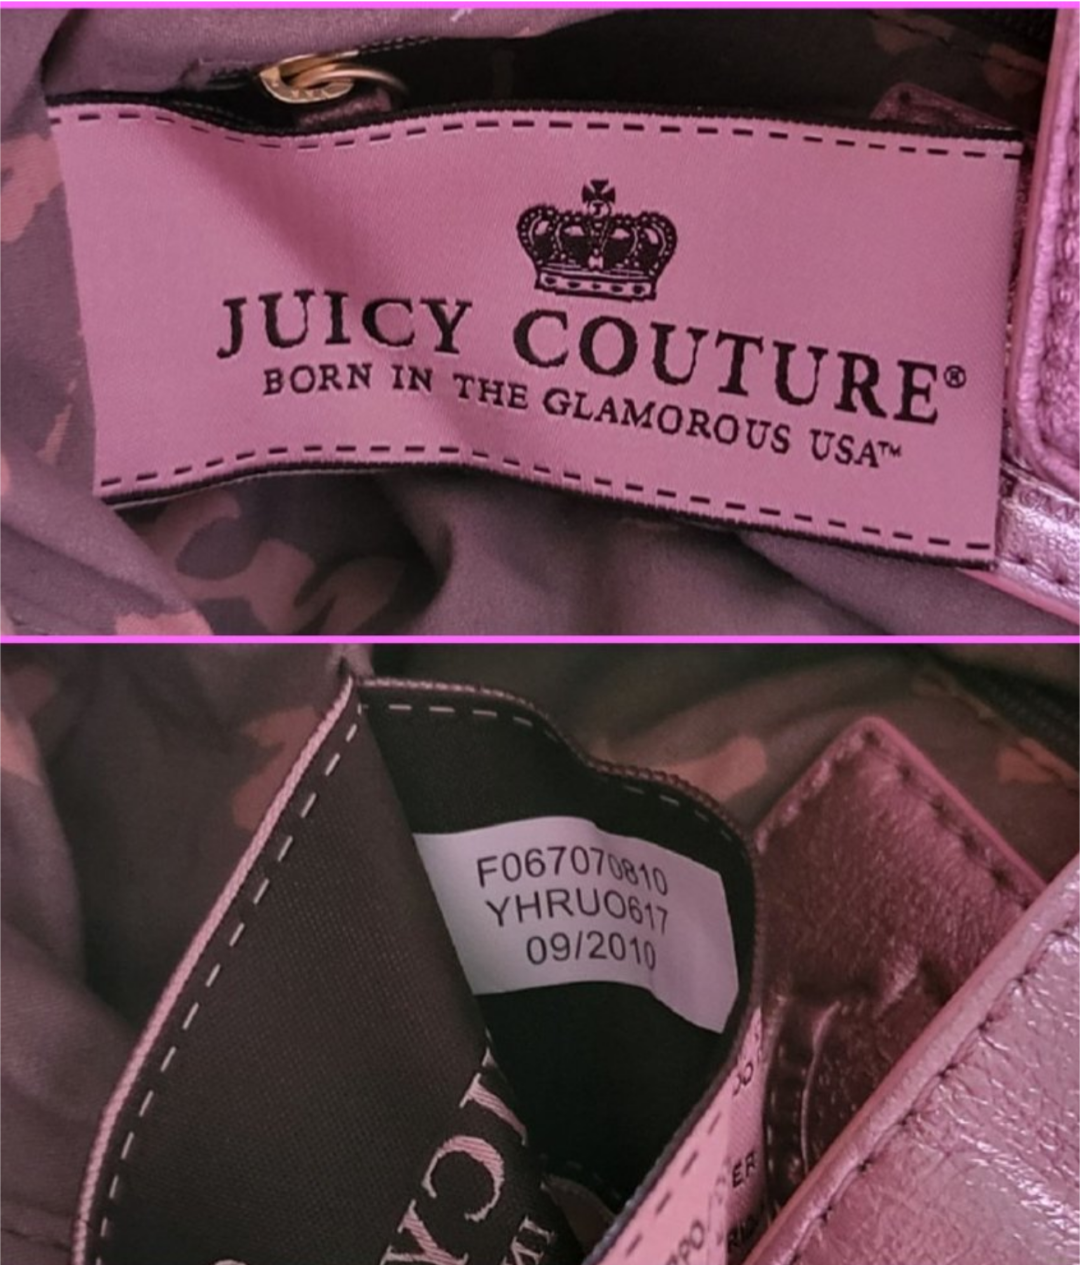 JUICY COUTURE®
BORN IN THE GLAMOROUS USA™
F067070810
YHRUO617
09/2010